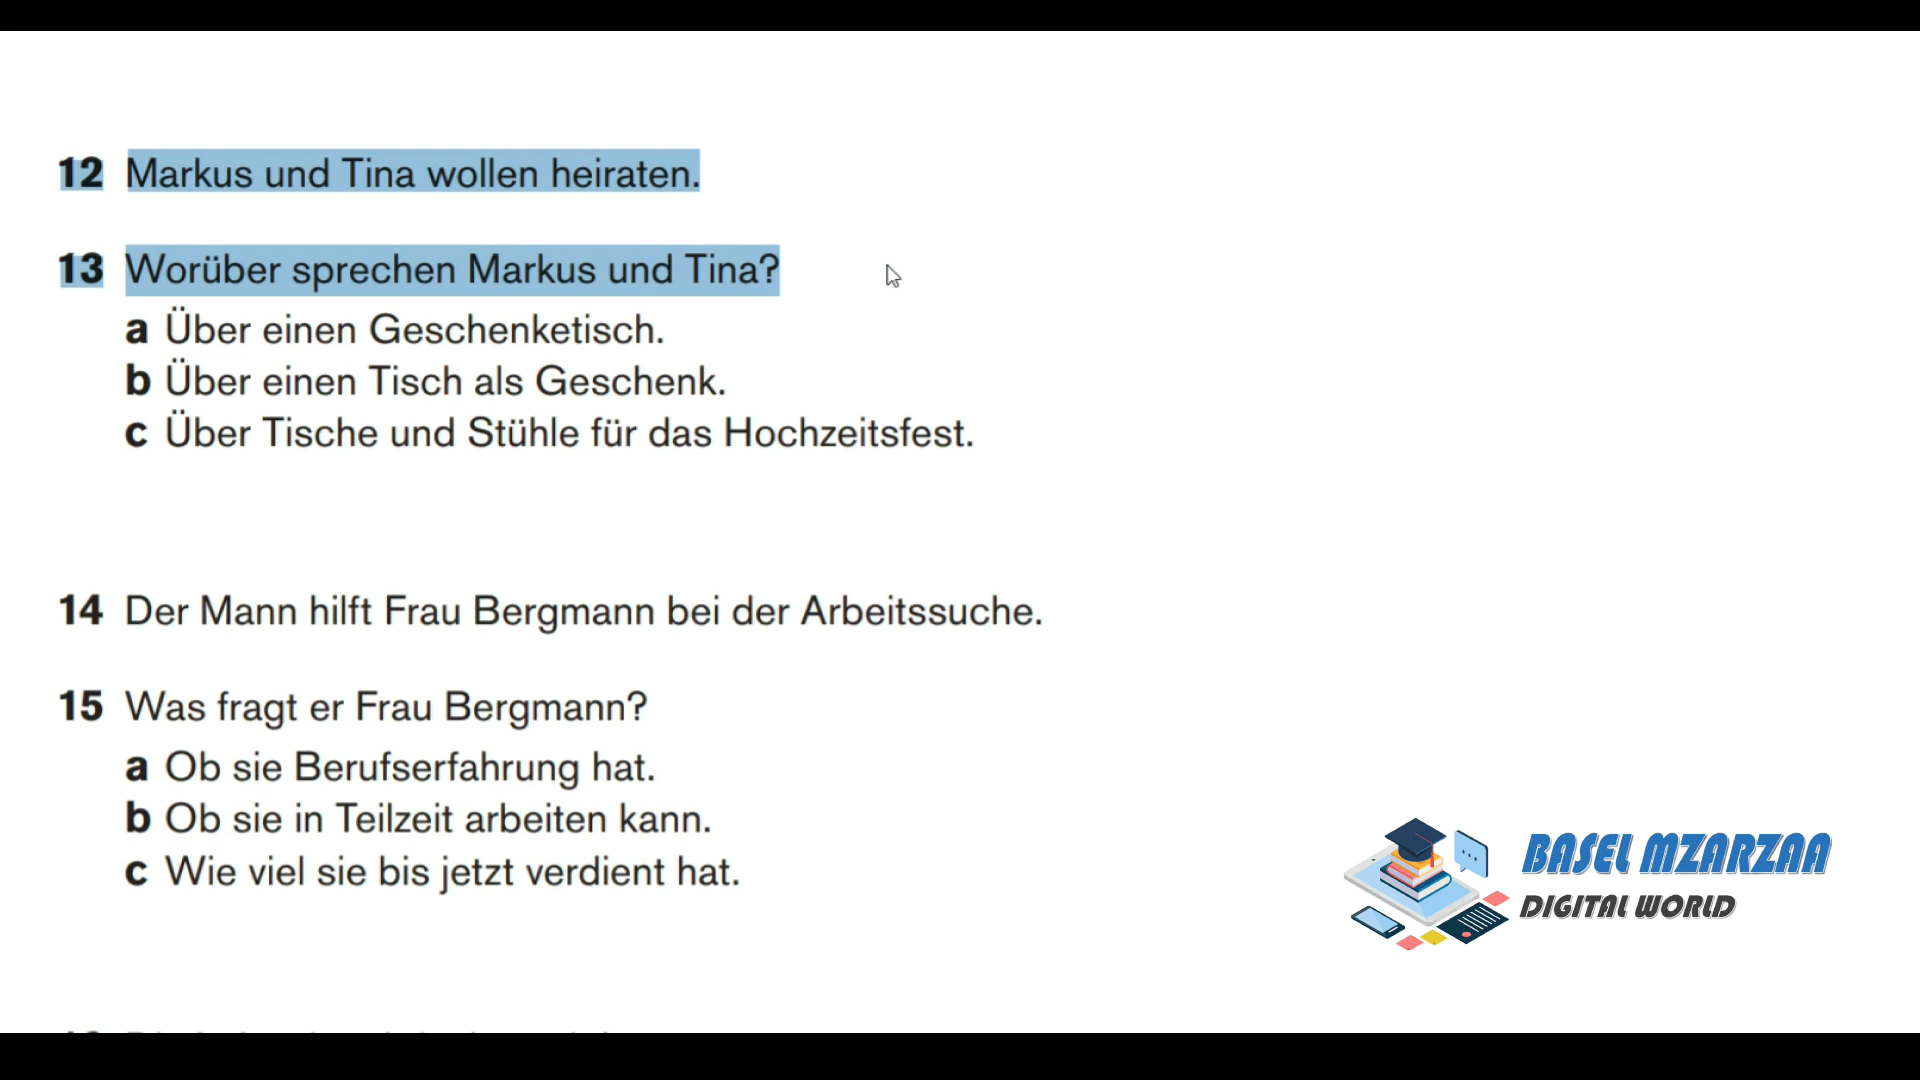 12 Markus und Tina wollen heiraten.
13 Worüber sprechen Markus und Tina?
a Über einen Geschenketisch.
b Über einen Tisch als Geschenk.
c Über Tische und Stühle für das Hochzeitsfest.
14 Der Mann hilft Frau Bergmann bei der Arbeitssuche.
15 Was fragt er Frau Bergmann?
a Ob sie Berufserfahrung hat.
b Ob sie in Teilzeit arbeiten kann.
c Wie viel sie bis jetzt verdient hat.
BASEL MZARZAA
DIGITAL WORLD